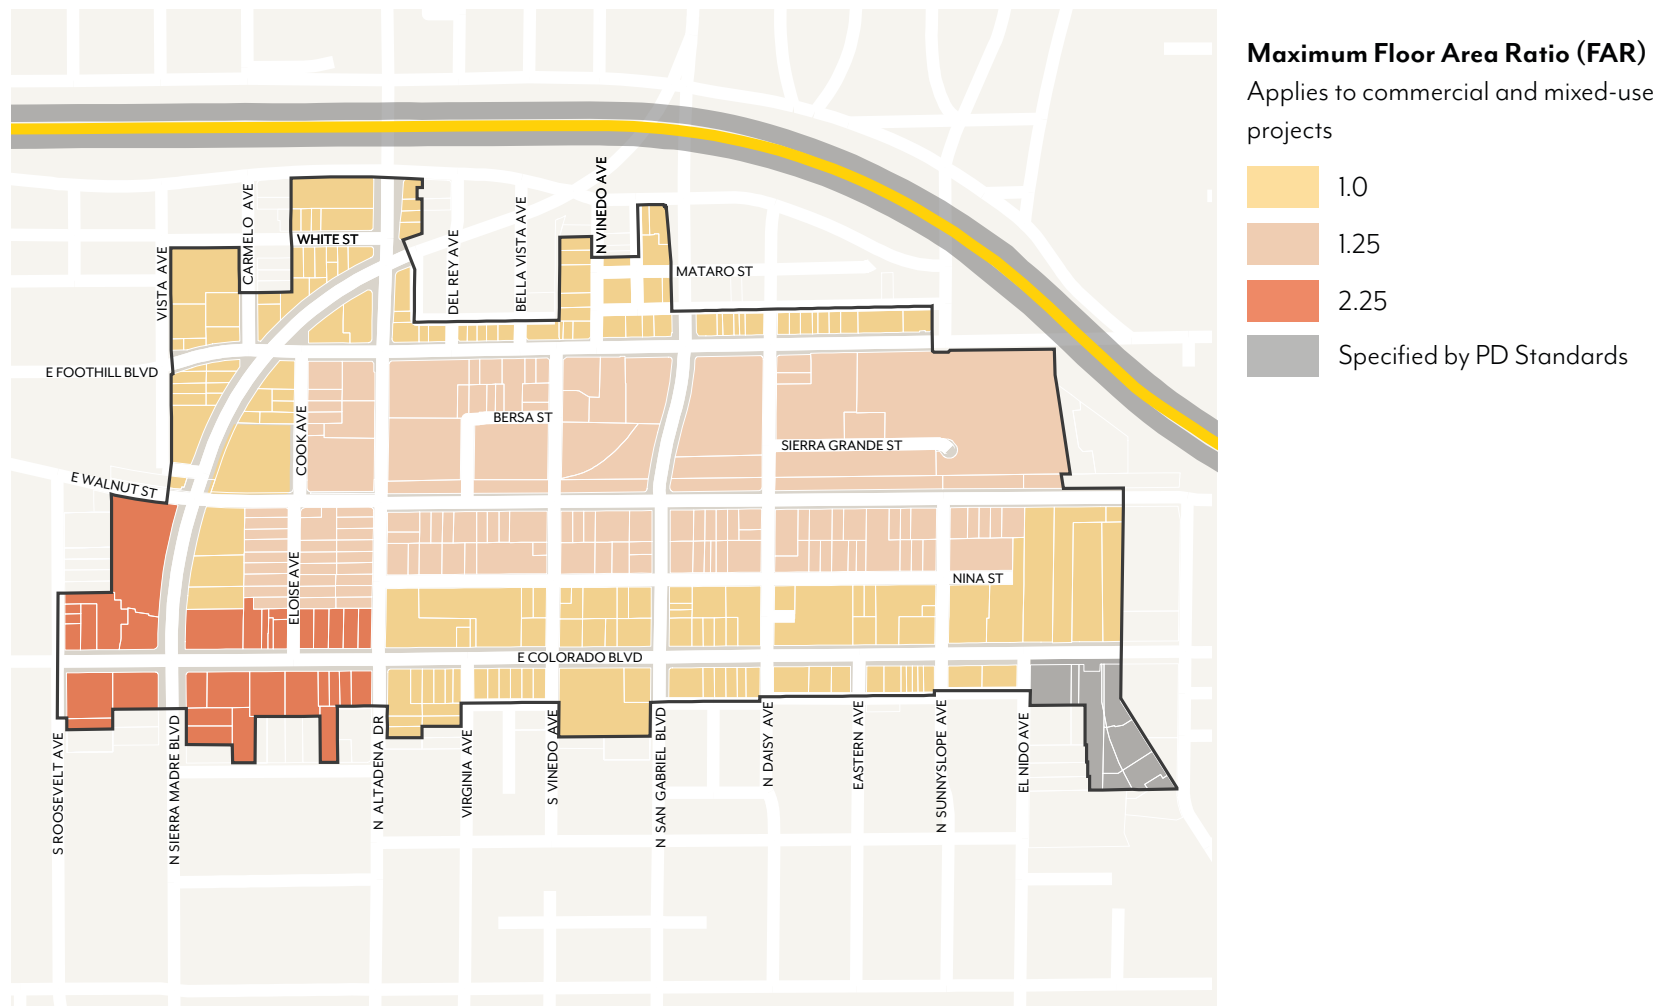 Maximum Floor Area Ratio (FAR)
Applies to commercial and mixed-use
projects
1.0
1.25
2.25
Specified by PD Standards
N VINEDO AVE
CARMELO AVE
BELLA VISTA AVE
DEL REY AVE
WHITE ST
VISTA AVE
MATARO ST
E FOOTHILL BLVD
BERSA ST
COOK AVE
SIERRA GRANDE ST
E WALNUT ST
ELOISE AVE
NINA ST
E COLORADO BLVD
S ROOSEVELT AVE
N SIERRA MADRE BLVD
N ALTADENA DR
VIRGINIA AVE
S VINEDO AVE
N SAN GABRIEL BLVD
N DAISY AVE
EASTERN AVE
N SUNNYSLOPE AVE
EL NIDO AVE